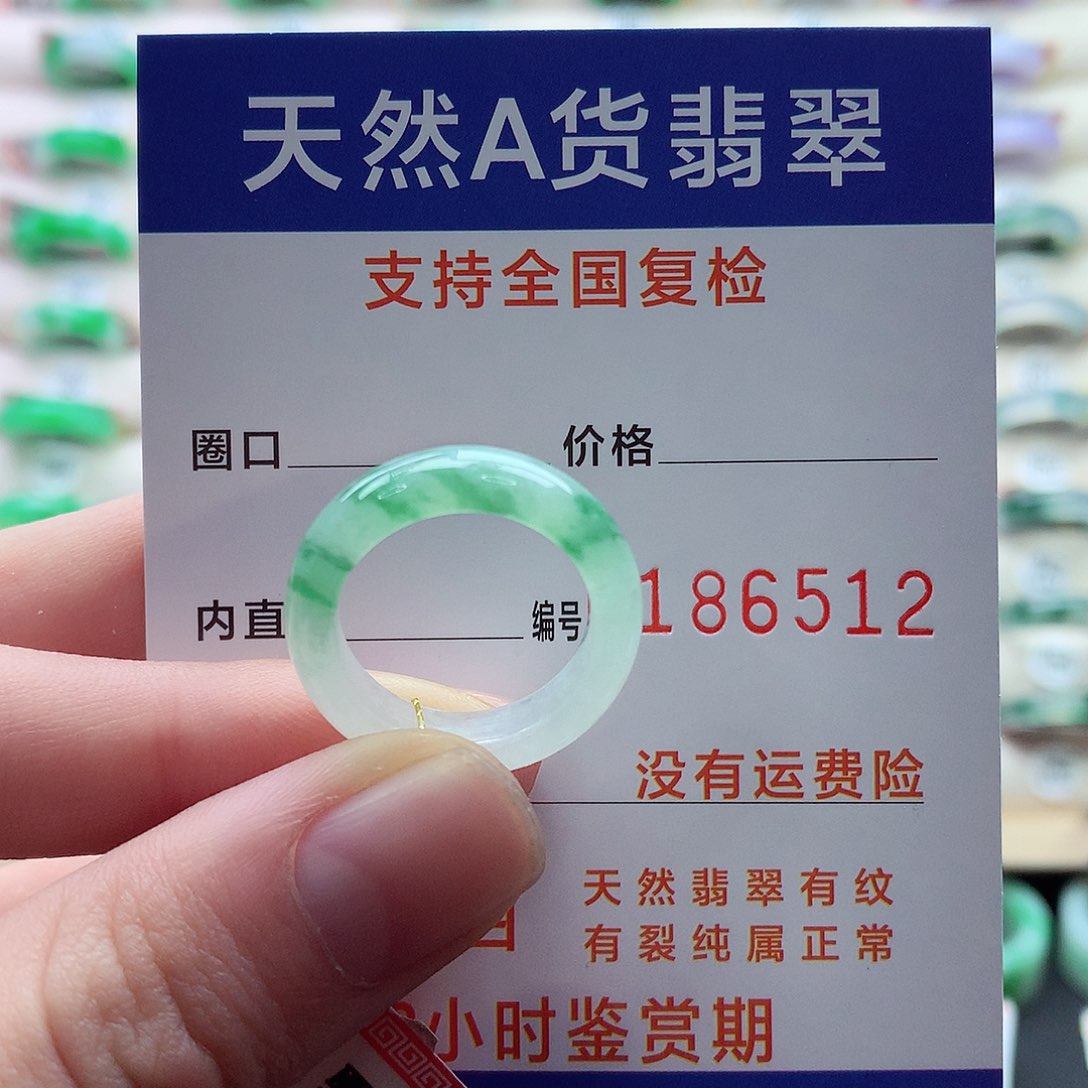 天然A货翡翠
支持全国复检
圈口 价格
内直 编号 186512
没有运费险
天然翡翠有纹
有裂纯属正常
小时鉴赏期